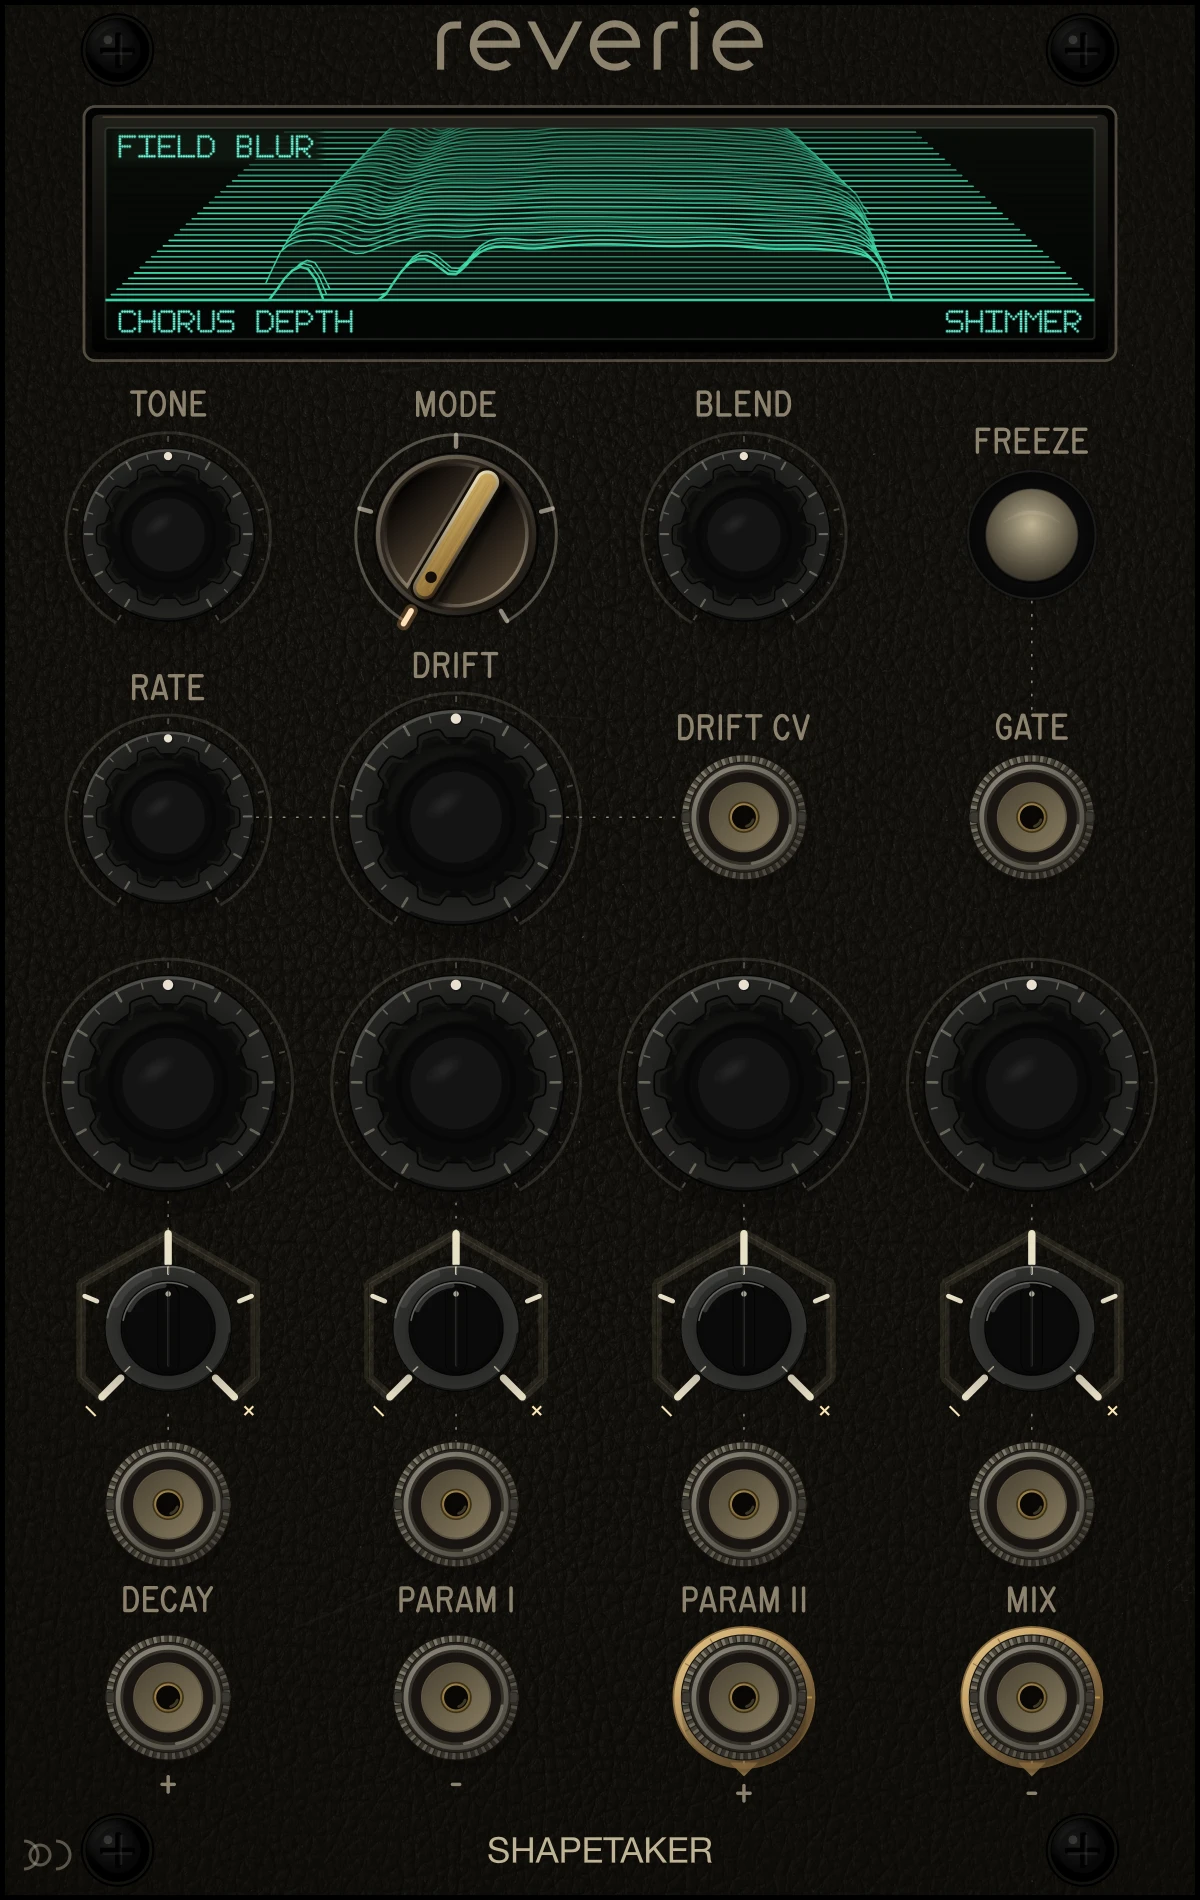 reverie
FIELD BLUR
CHORUS DEPTH SHIMMER
TONE MODE BLEND
FREEZE
DRIFT
RATE
DRIFT CV GATE
DECAY PARAM I PARAM II MIX
+ - + -
SHAPETAKER